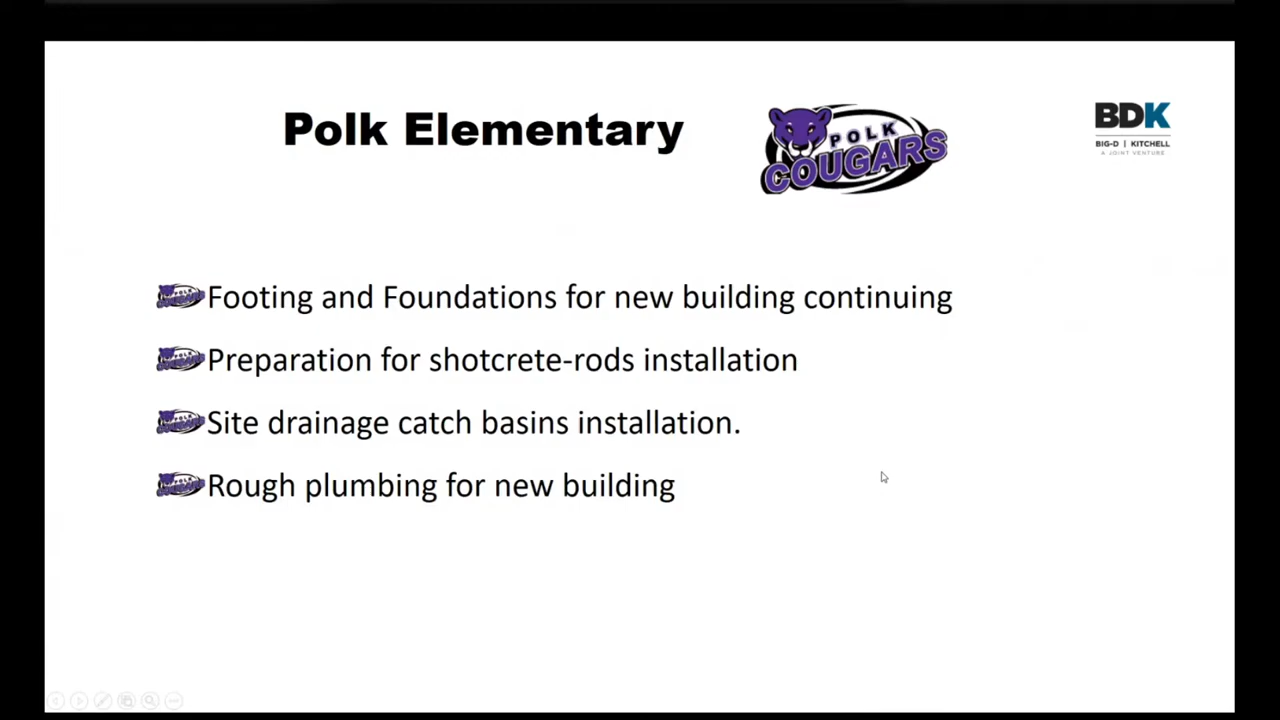 Polk Elementary
POLK
COUGARS
BDK
BIG-D | KITCHELL
A JOINT VENTURE
Footing and Foundations for new building continuing
Preparation for shotcrete-rods installation
Site drainage catch basins installation.
Rough plumbing for new building